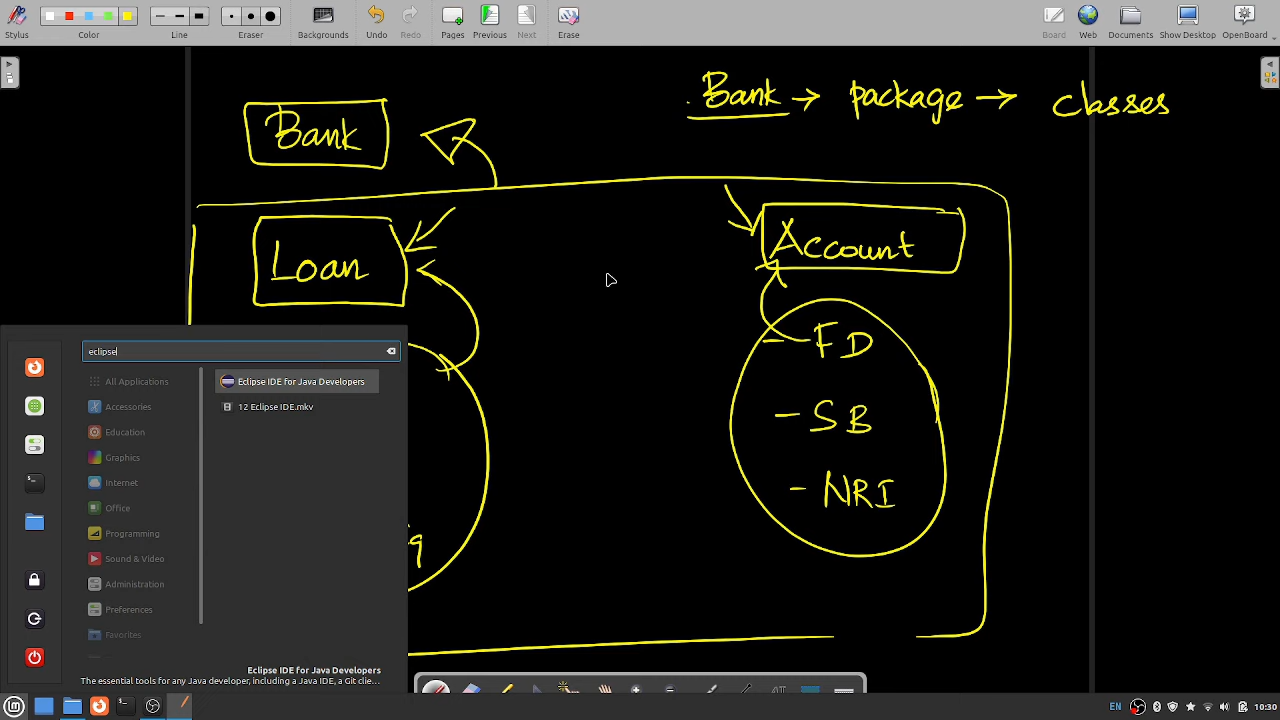 Stylus
Color
Line
Eraser
Backgrounds
Undo
Redo
Pages
Previous
Next
Erase
Board
Web
Documents
Show Desktop
OpenBoard
Bank → package → classes
Bank
Loan
Account
- FD
- SB
- NRI
eclipse
All Applications
Accessories
Education
Graphics
Internet
Office
Programming
Sound & Video
Administration
Preferences
Favorites
Eclipse IDE for Java Developers
12 Eclipse IDE.mkv
Eclipse IDE for Java Developers
The essential tools for any Java developer, including a Java IDE, a Git clie...
EN
10:30